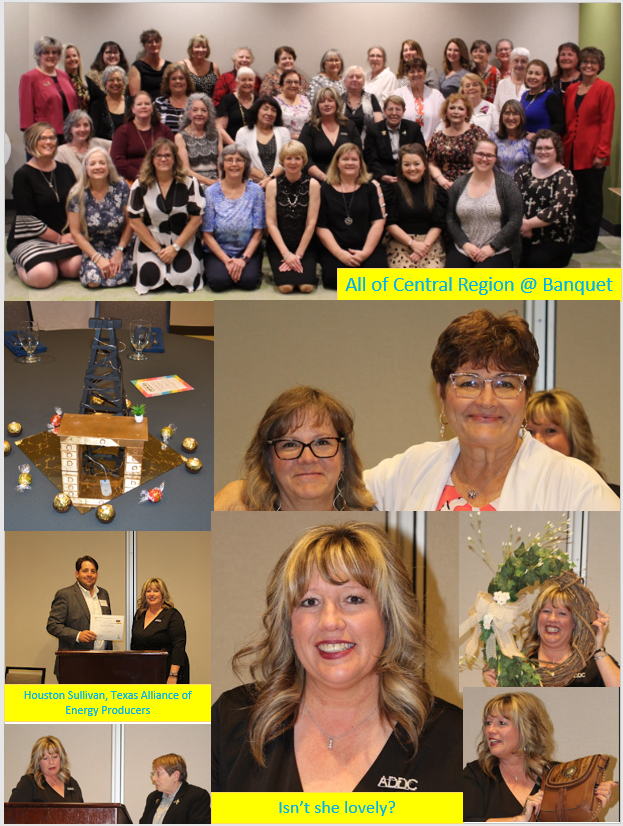 All of Central Region @ Banquet
Houston Sullivan, Texas Alliance of
Energy Producers
ADDC
Isn't she lovely?